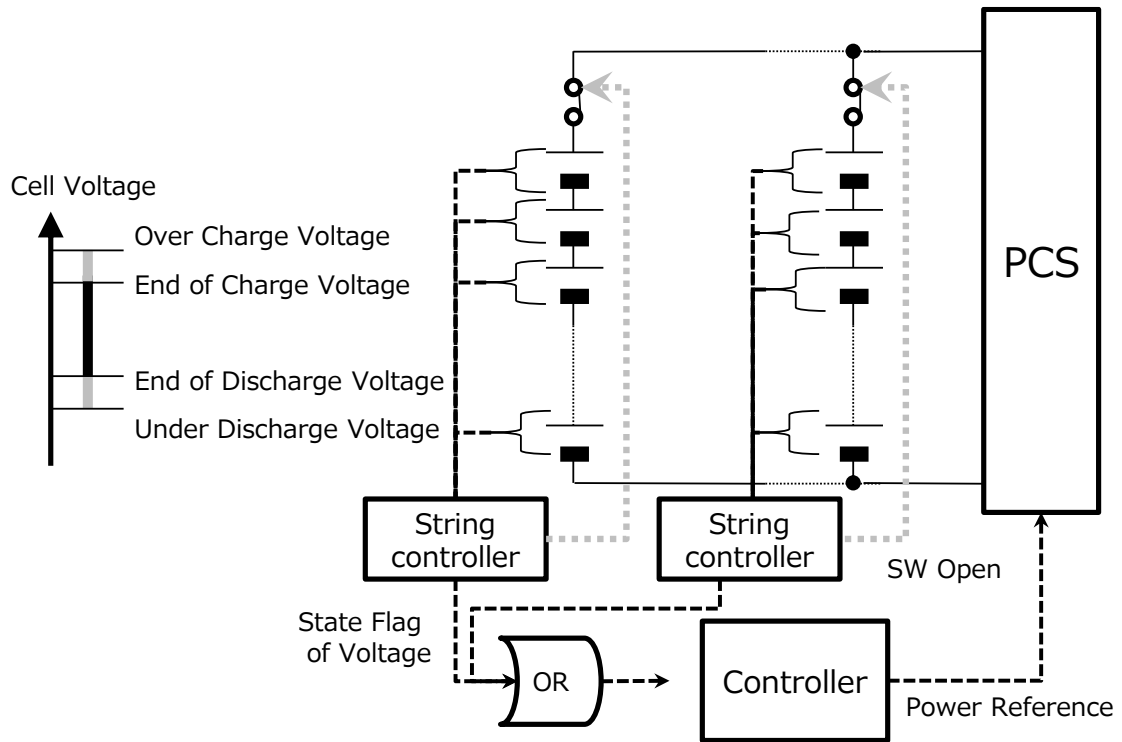 Cell Voltage
Over Charge Voltage
End of Charge Voltage
End of Discharge Voltage
Under Discharge Voltage
PCS
String
controller
String
controller
SW Open
State Flag
of Voltage
OR
Controller
Power Reference